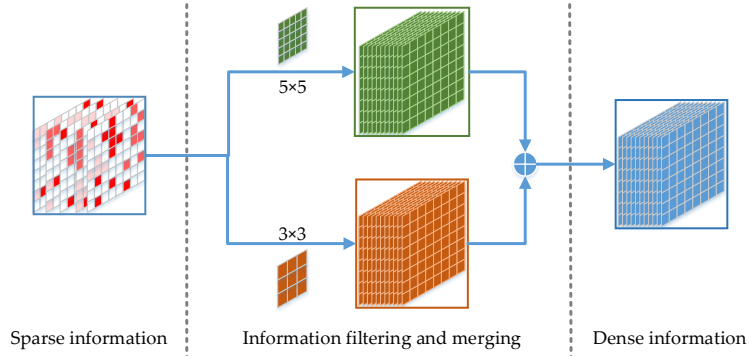 5×5
3×3
Sparse information
Information filtering and merging
Dense information